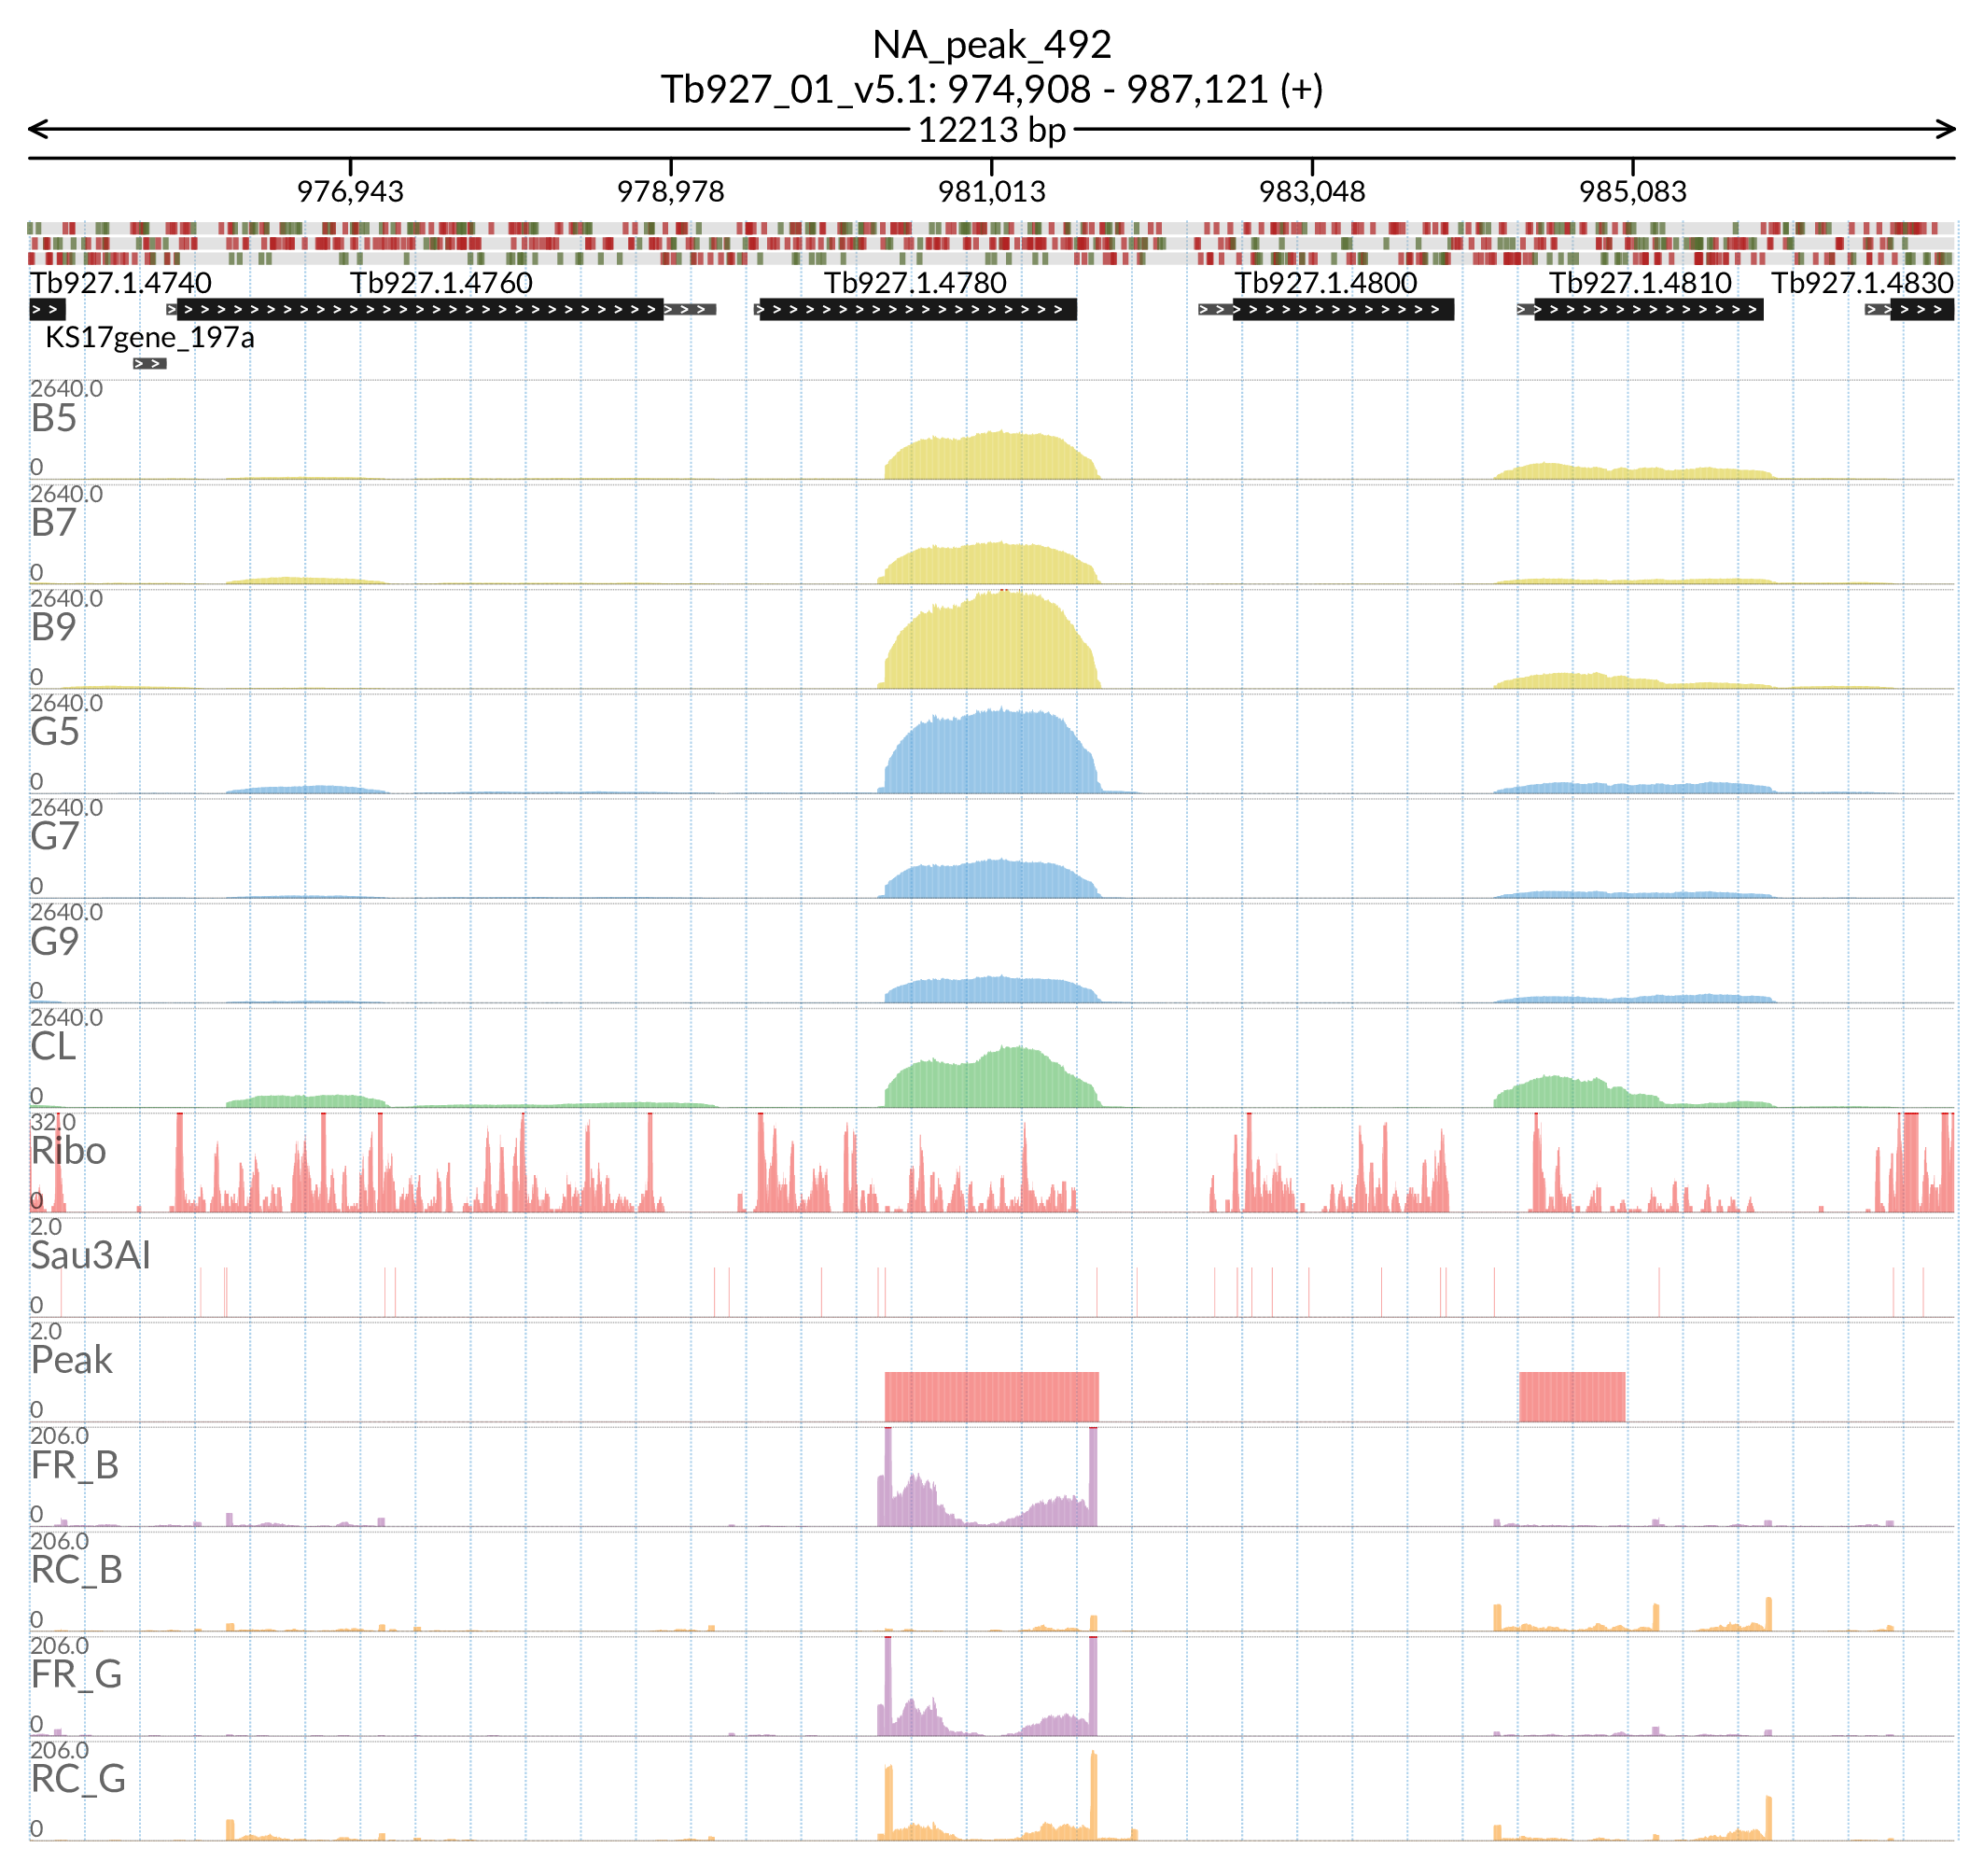 NA_peak_492
Tb927_01_v5.1: 974,908 - 987,121 (+)
12213 bp
976,943 978,978 981,013 983,048 985,083
Tb927.1.4740 Tb927.1.4760 Tb927.1.4780 Tb927.1.4800 Tb927.1.4810 Tb927.1.4830
KS17gene_197a
2640.0
B5
0
2640.0
B7
0
2640.0
B9
0
2640.0
G5
0
2640.0
G7
0
2640.0
G9
0
2640.0
CL
0
32.0
Ribo
0
2.0
Sau3AI
0
2.0
Peak
0
206.0
FR_B
0
206.0
RC_B
0
206.0
FR_G
0
206.0
RC_G
0